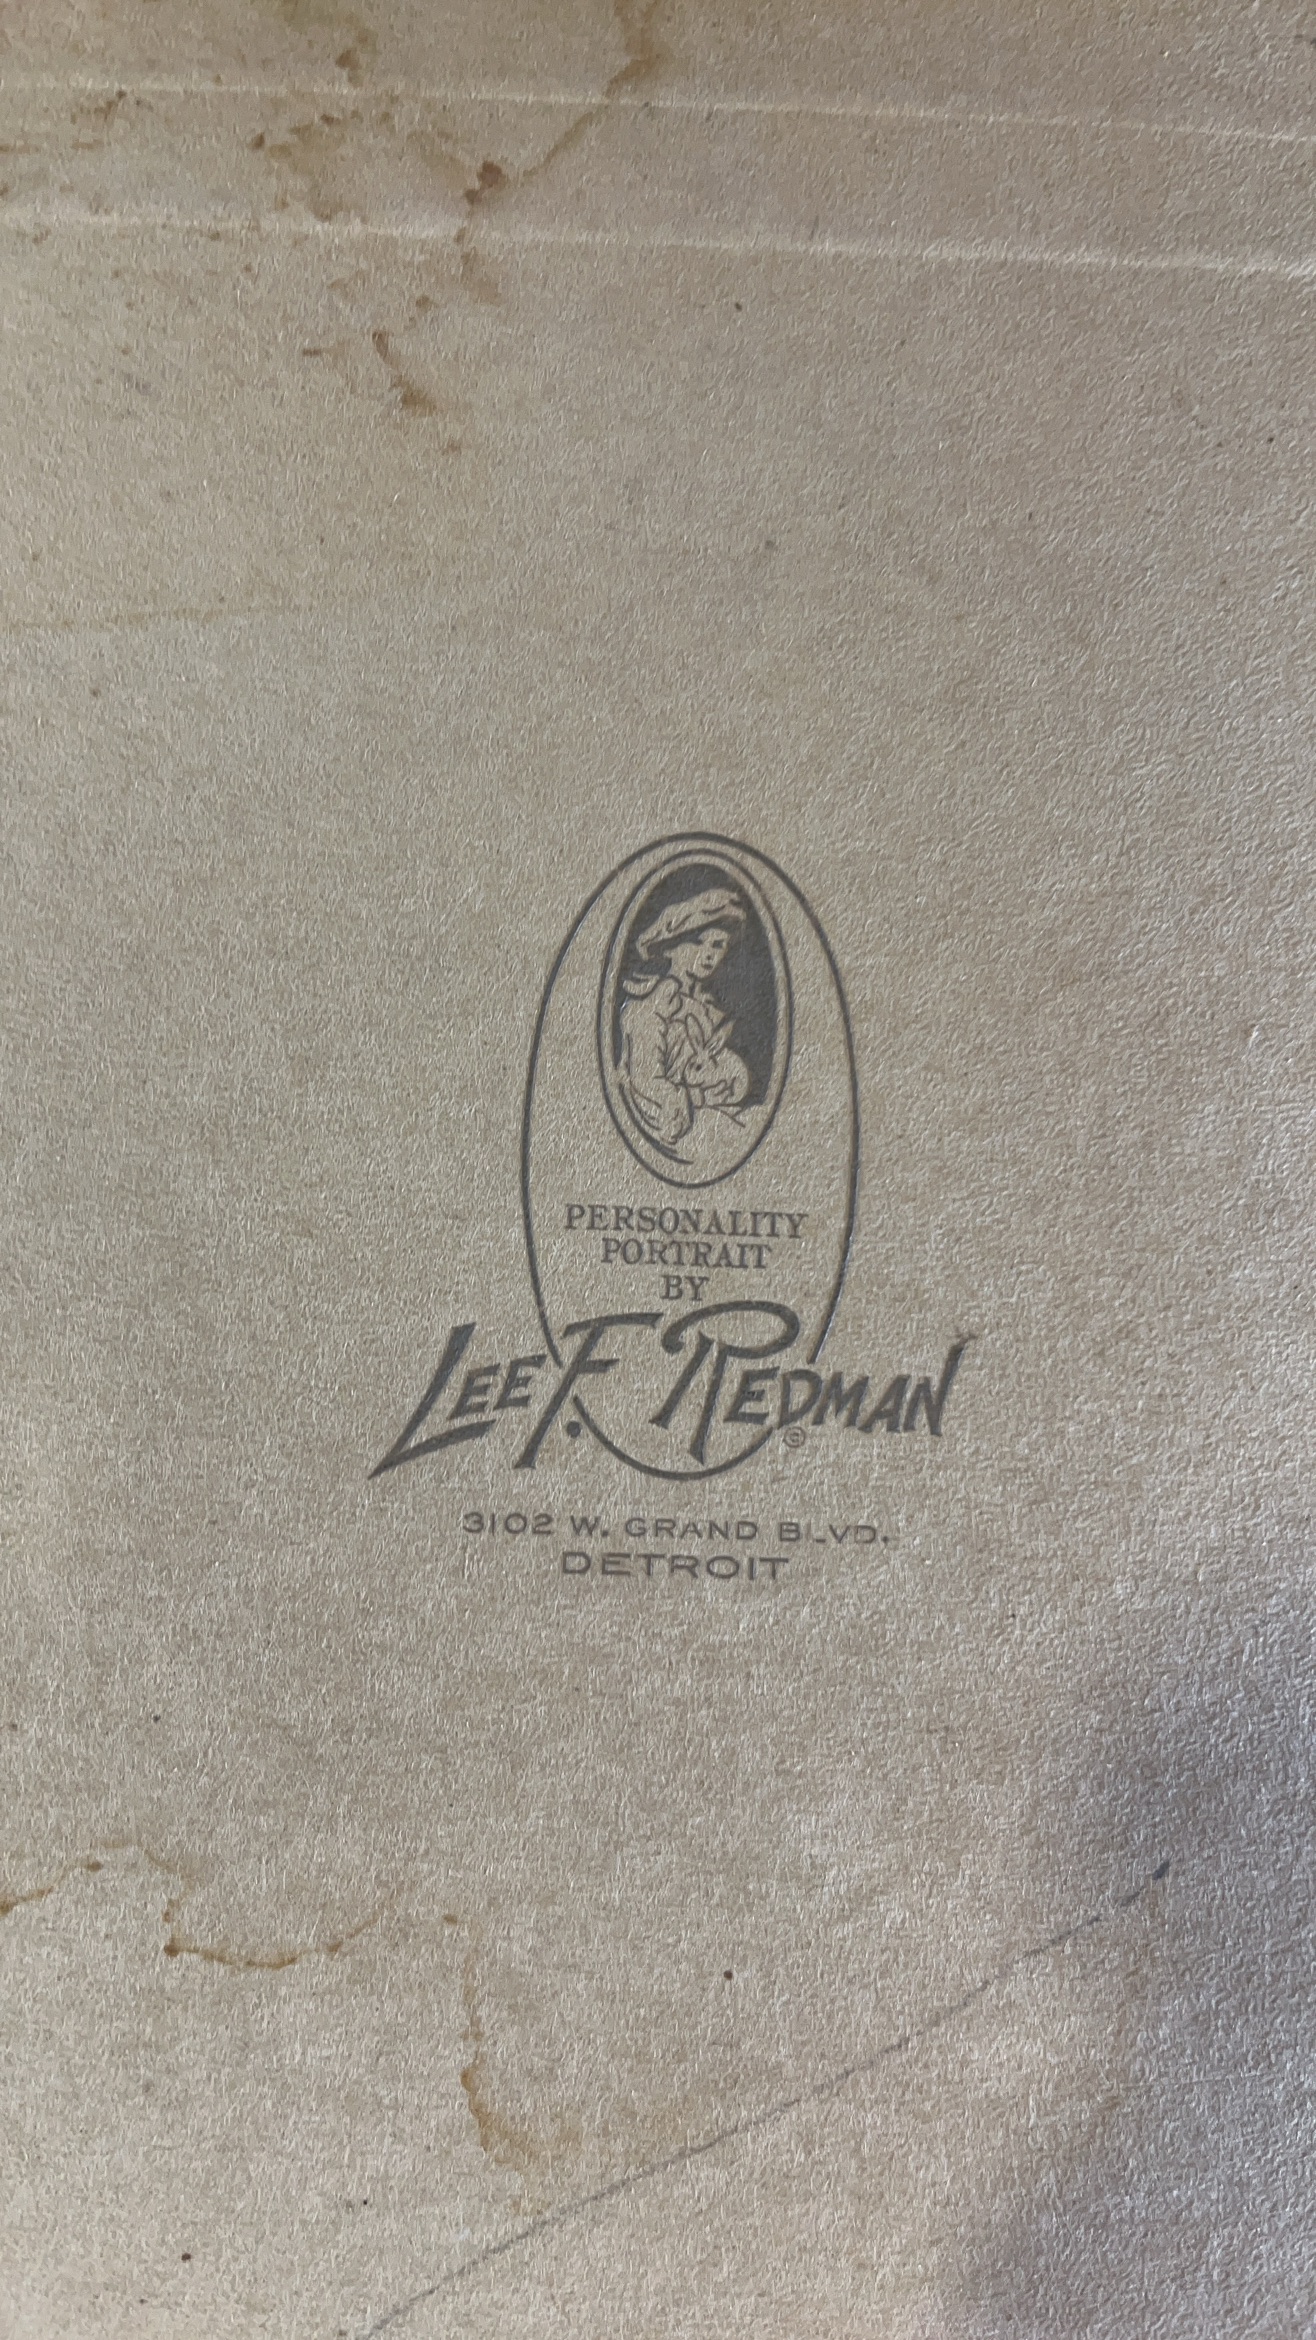 PERSONALITY
PORTRAIT
BY
LEE F. REDMAN
©
3102 W. GRAND BLVD.
DETROIT